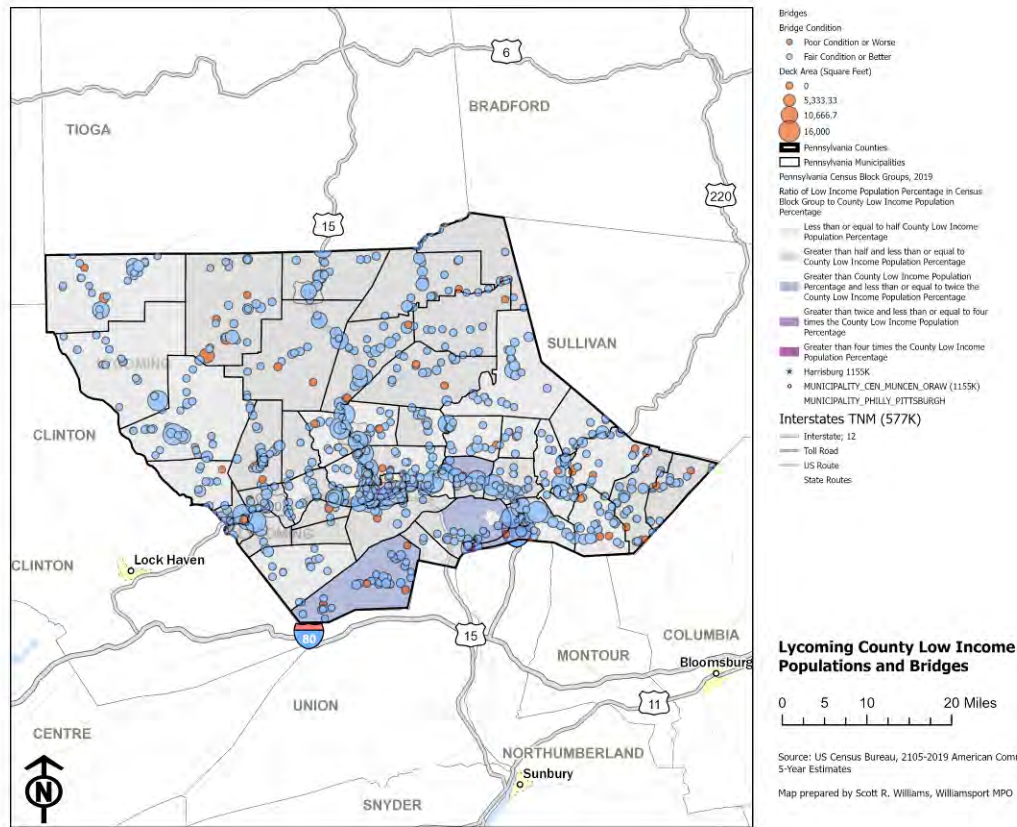 6
BRADFORD
TIOGA
220
15
SULLIVAN
CLINTON
Lock Haven
CLINTON
80
15
COLUMBIA
MONTOUR
Bloomsburg
UNION
11
CENTRE
NORTHUMBERLAND
Sunbury
SNYDER
N
Bridges
Bridge Condition
Poor Condition or Worse
Fair Condition or Better
Deck Area (Square Feet)
0
5,333.33
10,666.7
16,000
Pennsylvania Counties
Pennsylvania Municipalities
Pennsylvania Census Block Groups, 2019
Ratio of Low Income Population Percentage in Census
Block Group to County Low Income Population
Percentage
Less than or equal to half County Low Income
Population Percentage
Greater than half and less than or equal to
County Low Income Population Percentage
Greater than County Low Income Population
Percentage and less than or equal to twice the
County Low Income Population Percentage
Greater than twice and less than or equal to four
times the County Low Income Population
Percentage
Greater than four times the County Low Income
Population Percentage
Harrisburg 1155K
MUNICIPALITY_CEN_MUNCEN_ORAW (1155K)
MUNICIPALITY_PHILLY_PITTSBURGH
Interstates TNM (577K)
Interstate; 12
Toll Road
US Route
State Routes
Lycoming County Low Income
Populations and Bridges
0 5 10 20 Miles
Source: US Census Bureau, 2105-2019 American Com
5-Year Estimates
Map prepared by Scott R. Williams, Williamsport MPO